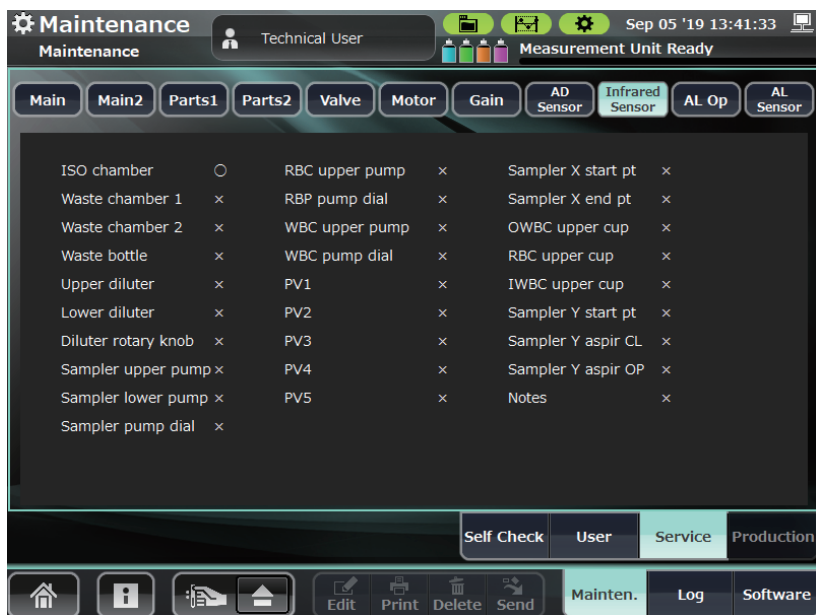 Maintenance
Maintenance
Technical User
Sep 05 '19 13:41:33
Measurement Unit Ready
Main Main2 Parts1 Parts2 Valve Motor Gain AD Sensor Infrared Sensor AL Op AL Sensor
ISO chamber ○ RBC upper pump × Sampler X start pt ×
Waste chamber 1 × RBP pump dial × Sampler X end pt ×
Waste chamber 2 × WBC upper pump × OWBC upper cup ×
Waste bottle × WBC pump dial × RBC upper cup ×
Upper diluter × PV1 × IWBC upper cup ×
Lower diluter × PV2 × Sampler Y start pt ×
Diluter rotary knob × PV3 × Sampler Y aspir CL ×
Sampler upper pump × PV4 × Sampler Y aspir OP ×
Sampler lower pump × PV5 × Notes ×
Sampler pump dial ×
Self Check User Service Production
Edit Print Delete Send Mainten. Log Software